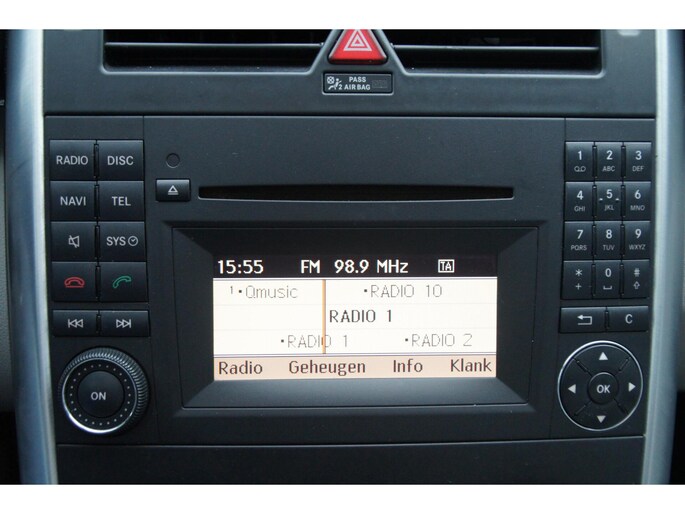 PASS
2 AIR BAG
RADIO DISC
NAVI TEL
SYS
ON
15:55 FM 98.9 MHz TA
1 •Qmusic •RADIO 10
RADIO 1
•RADIO 1 •RADIO 2
Radio Geheugen Info Klank
1 2 3
ABC DEF
4 5 6
GHI JKL MNO
7 8 9
PQRS TUV WXYZ
* 0 #
+
C
OK